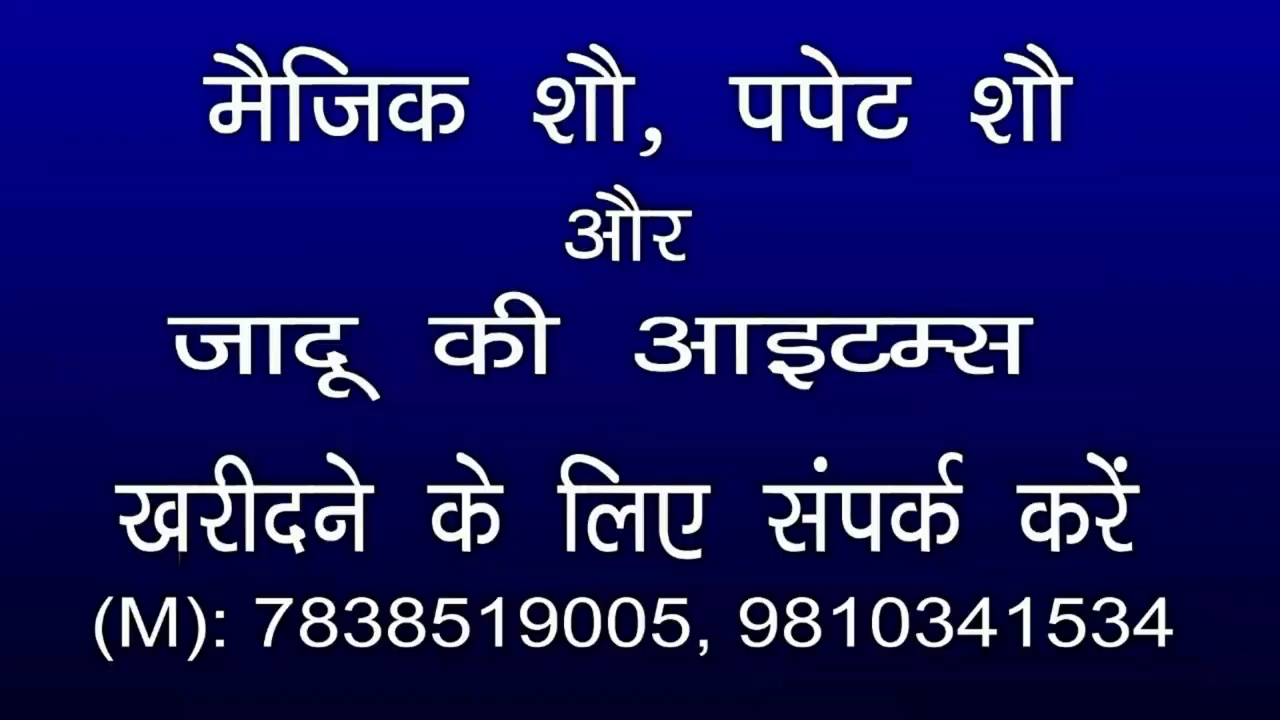 मैजिक शौ, पपेट शौ
और
जादू की आइटम्स
खरीदने के लिए संपर्क करें
(M): 7838519005, 9810341534